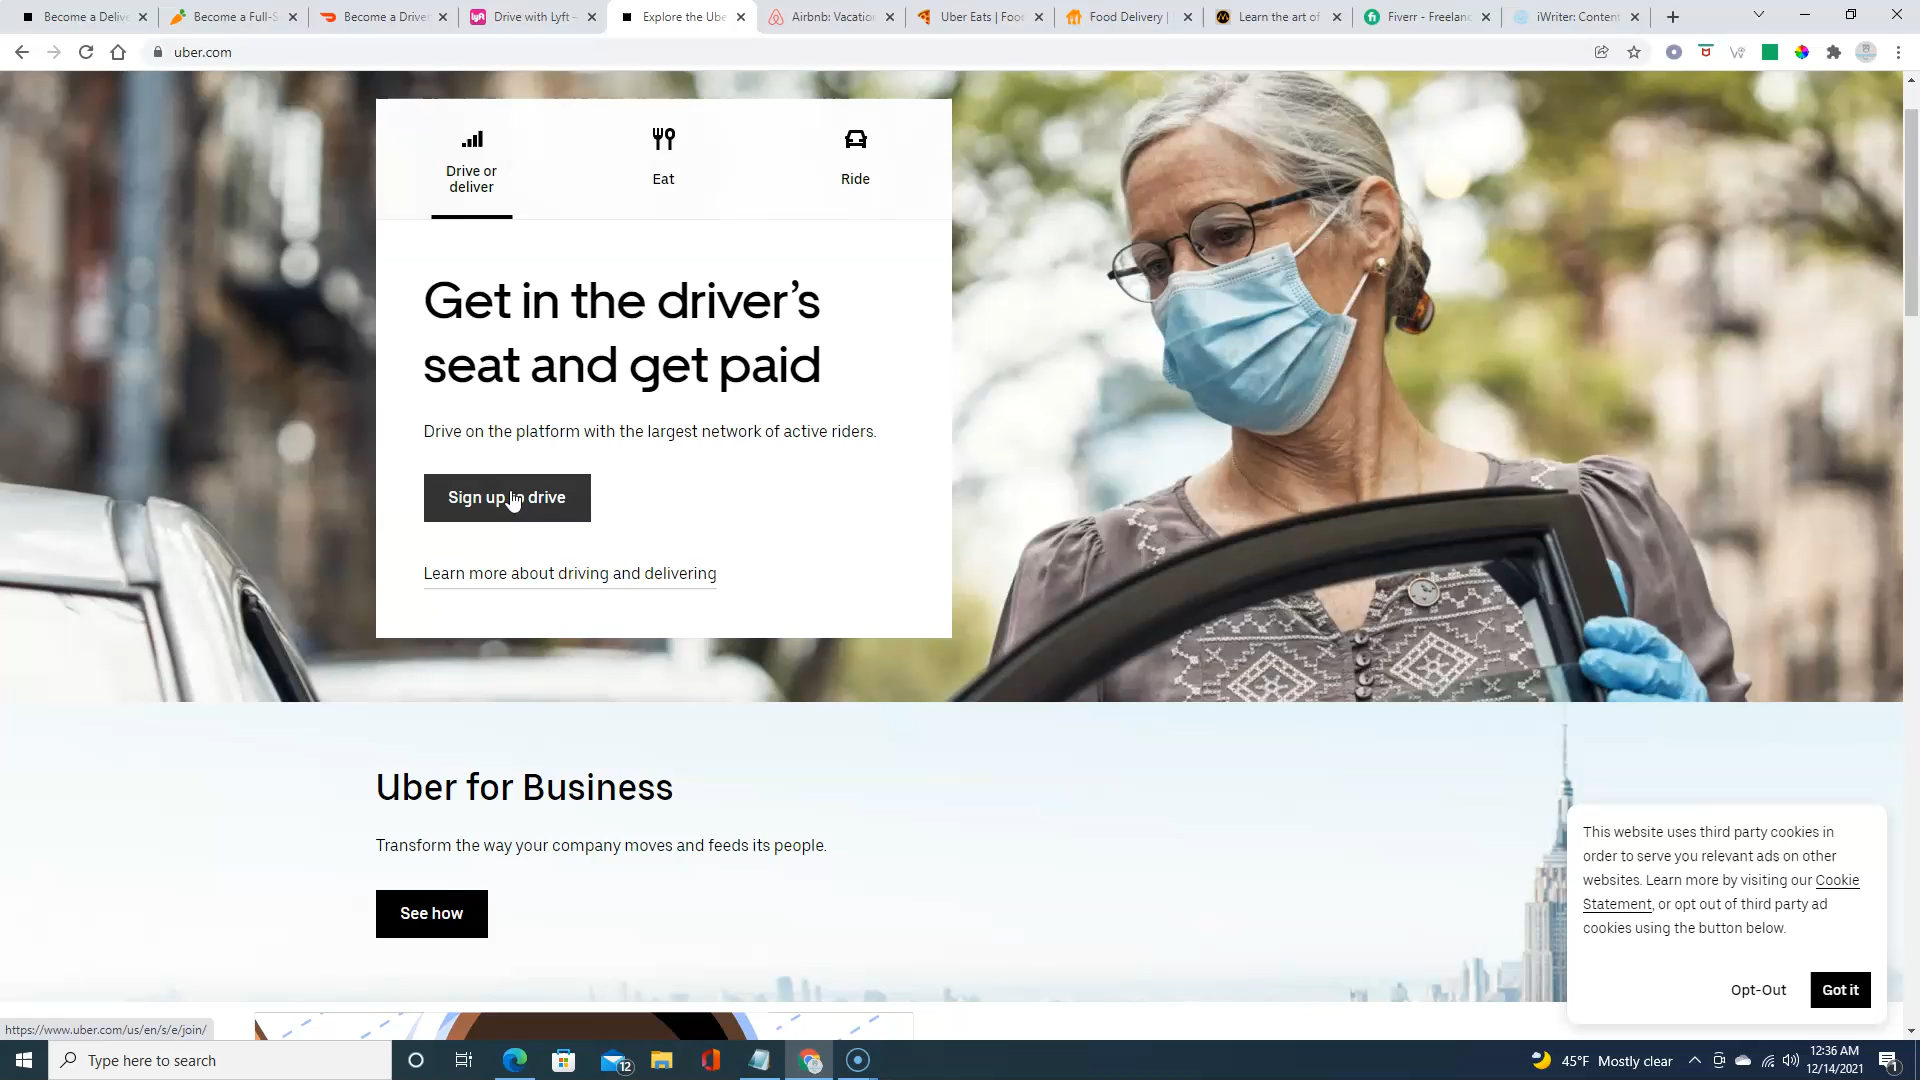 Become a Delive
Become a Full-S
Become a Driver
Drive with Lyft -
Explore the Ube
Airbnb: Vacation
Uber Eats | Food
Food Delivery |
Learn the art of
Fiverr - Freelanc
iWriter: Content
uber.com
Drive or
deliver
Eat
Ride
Get in the driver's
seat and get paid
Drive on the platform with the largest network of active riders.
Sign up to drive
Learn more about driving and delivering
Uber for Business
Transform the way your company moves and feeds its people.
See how
This website uses third party cookies in
order to serve you relevant ads on other
websites. Learn more by visiting our Cookie
Statement, or opt out of third party ad
cookies using the button below.
Opt-Out
Got it
https://www.uber.com/us/en/s/e/join/
Type here to search
12
45°F Mostly clear
12:36 AM
12/14/2021
1